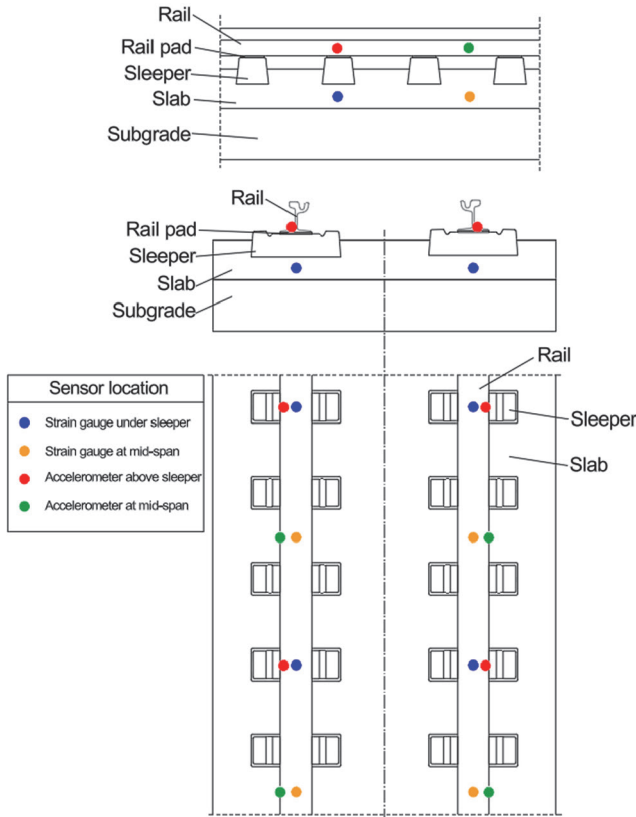 Rail
Rail pad
Sleeper
Slab
Subgrade
Rail
Rail pad
Sleeper
Slab
Subgrade
Rail
Sleeper
Slab
Sensor location
Strain gauge under sleeper
Strain gauge at mid-span
Accelerometer above sleeper
Accelerometer at mid-span